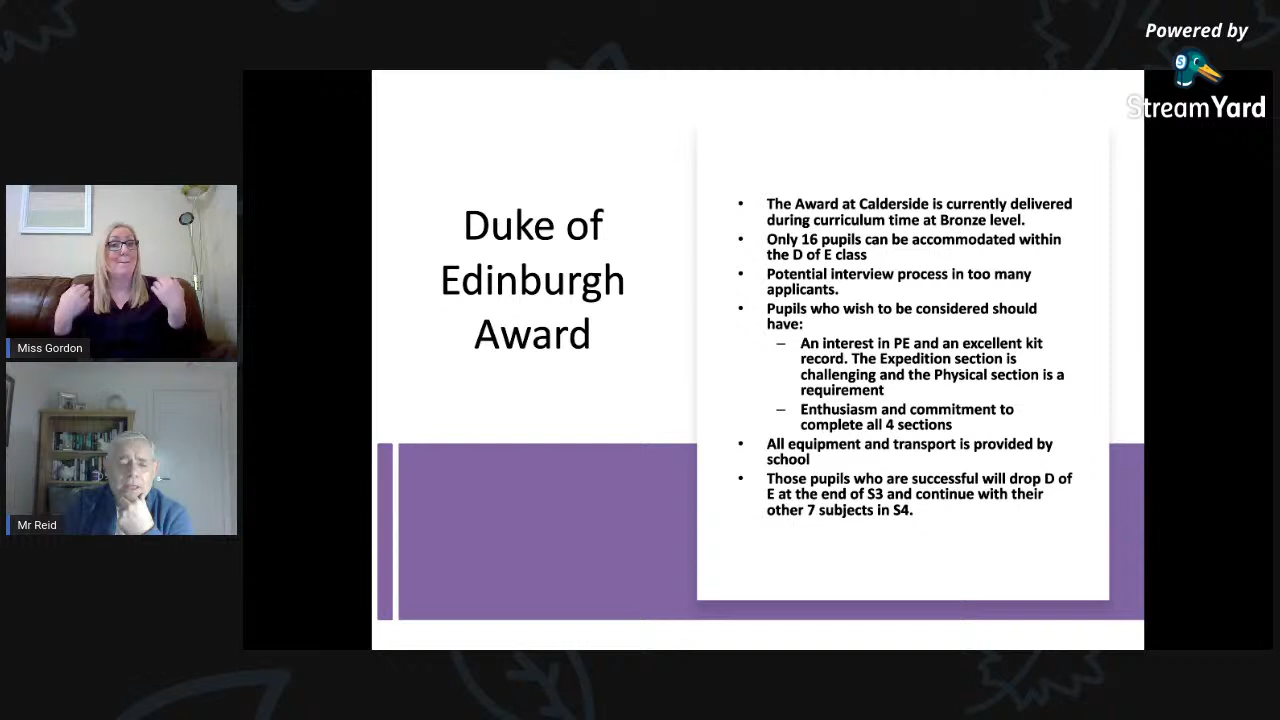 Powered by
StreamYard
Duke of
Edinburgh
Award
• The Award at Calderside is currently delivered
during curriculum time at Bronze level.
• Only 16 pupils can be accommodated within
the D of E class
• Potential interview process in too many
applicants.
• Pupils who wish to be considered should
have:
– An interest in PE and an excellent kit
record. The Expedition section is
challenging and the Physical section is a
requirement
– Enthusiasm and commitment to
complete all 4 sections
• All equipment and transport is provided by
school
• Those pupils who are successful will drop D of
E at the end of S3 and continue with their
other 7 subjects in S4.
Miss Gordon
Mr Reid